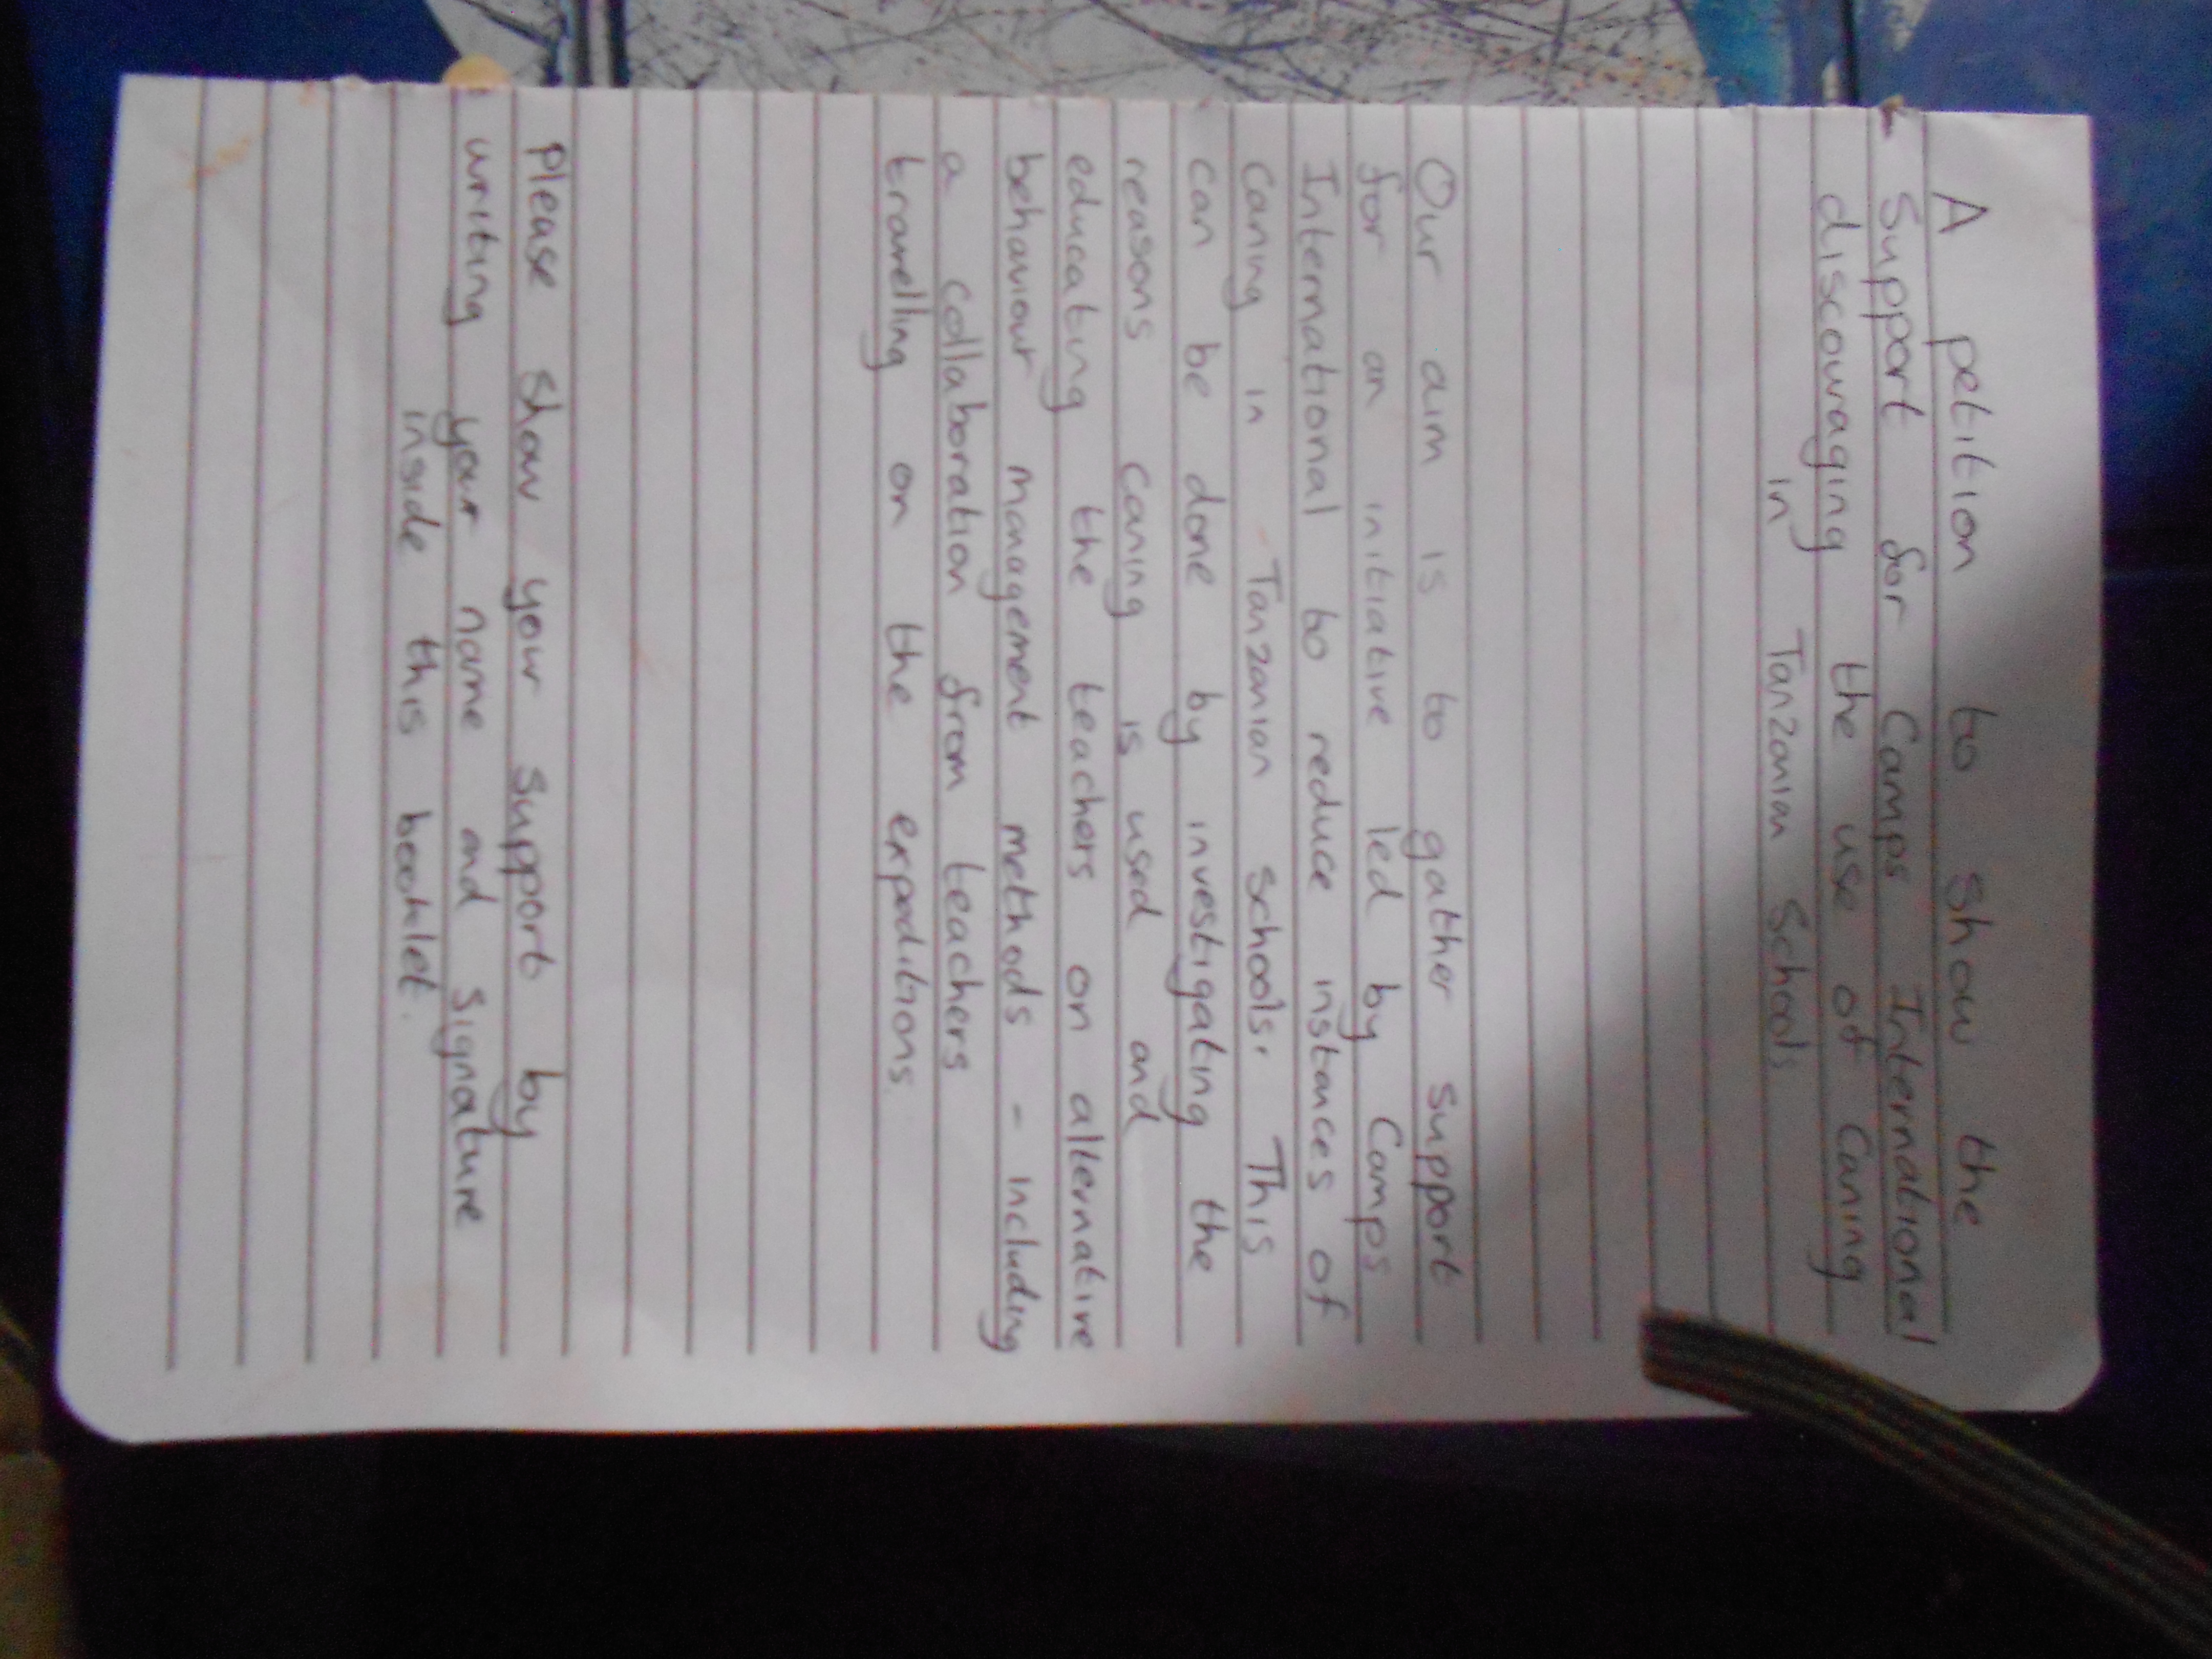 A petition to show the
Support for Camps International
discouraging the use of Caning
in Tanzanian Schools
Our aim is to gather support
for an initiative led by Camps
International to reduce instances of
caning in Tanzanian Schools. This
can be done by investigating the
reasons caning is used and
educating the teachers on alternative
behaviour management methods - including
a collaboration from teachers
travelling on the expeditions.
Please show your support by
writing your name and signature
inside this booklet.